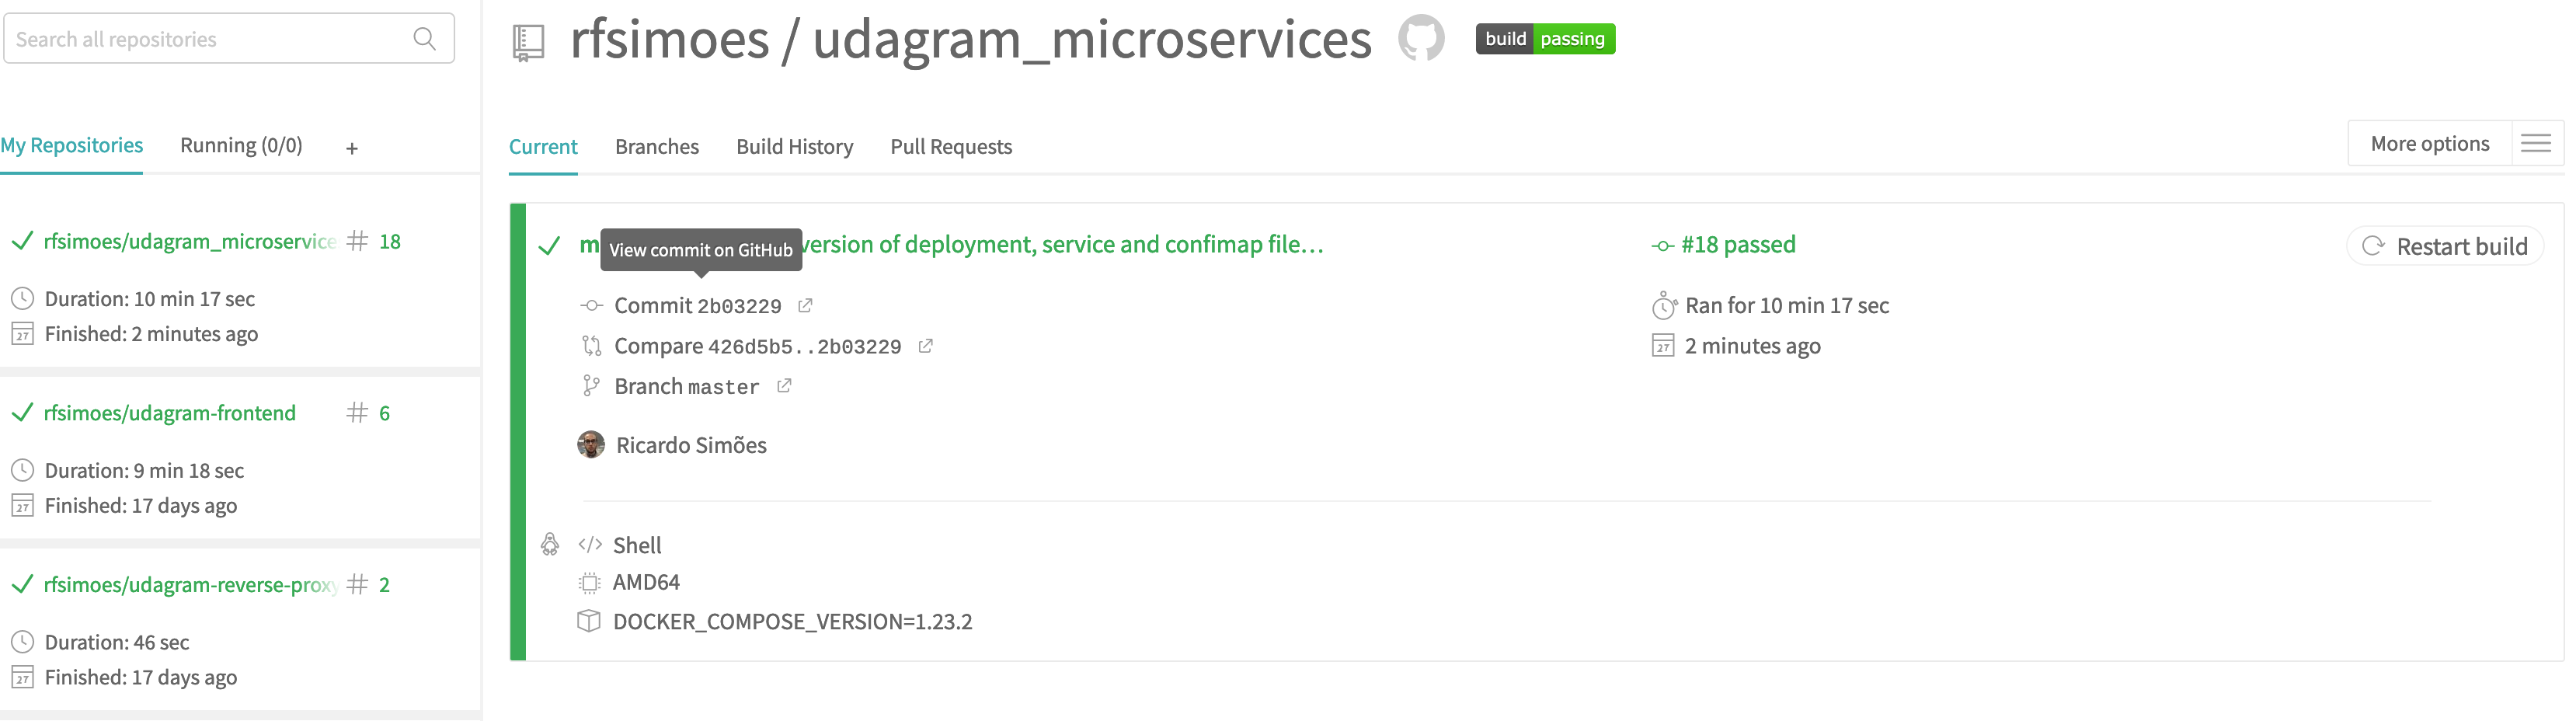 Search all repositories
My Repositories
Running (0/0)
+
rfsimoes/udagram_microservice
# 18
Duration: 10 min 17 sec
Finished: 2 minutes ago
rfsimoes/udagram-frontend
# 6
Duration: 9 min 18 sec
Finished: 17 days ago
rfsimoes/udagram-reverse-proxy
# 2
Duration: 46 sec
Finished: 17 days ago
rfsimoes / udagram_microservices
build passing
Current
Branches
Build History
Pull Requests
More options
View commit on GitHub
version of deployment, service and confimap file…
Commit 2b03229
Compare 426d5b5..2b03229
Branch master
Ricardo Simões
#18 passed
Ran for 10 min 17 sec
2 minutes ago
Restart build
</> Shell
AMD64
DOCKER_COMPOSE_VERSION=1.23.2